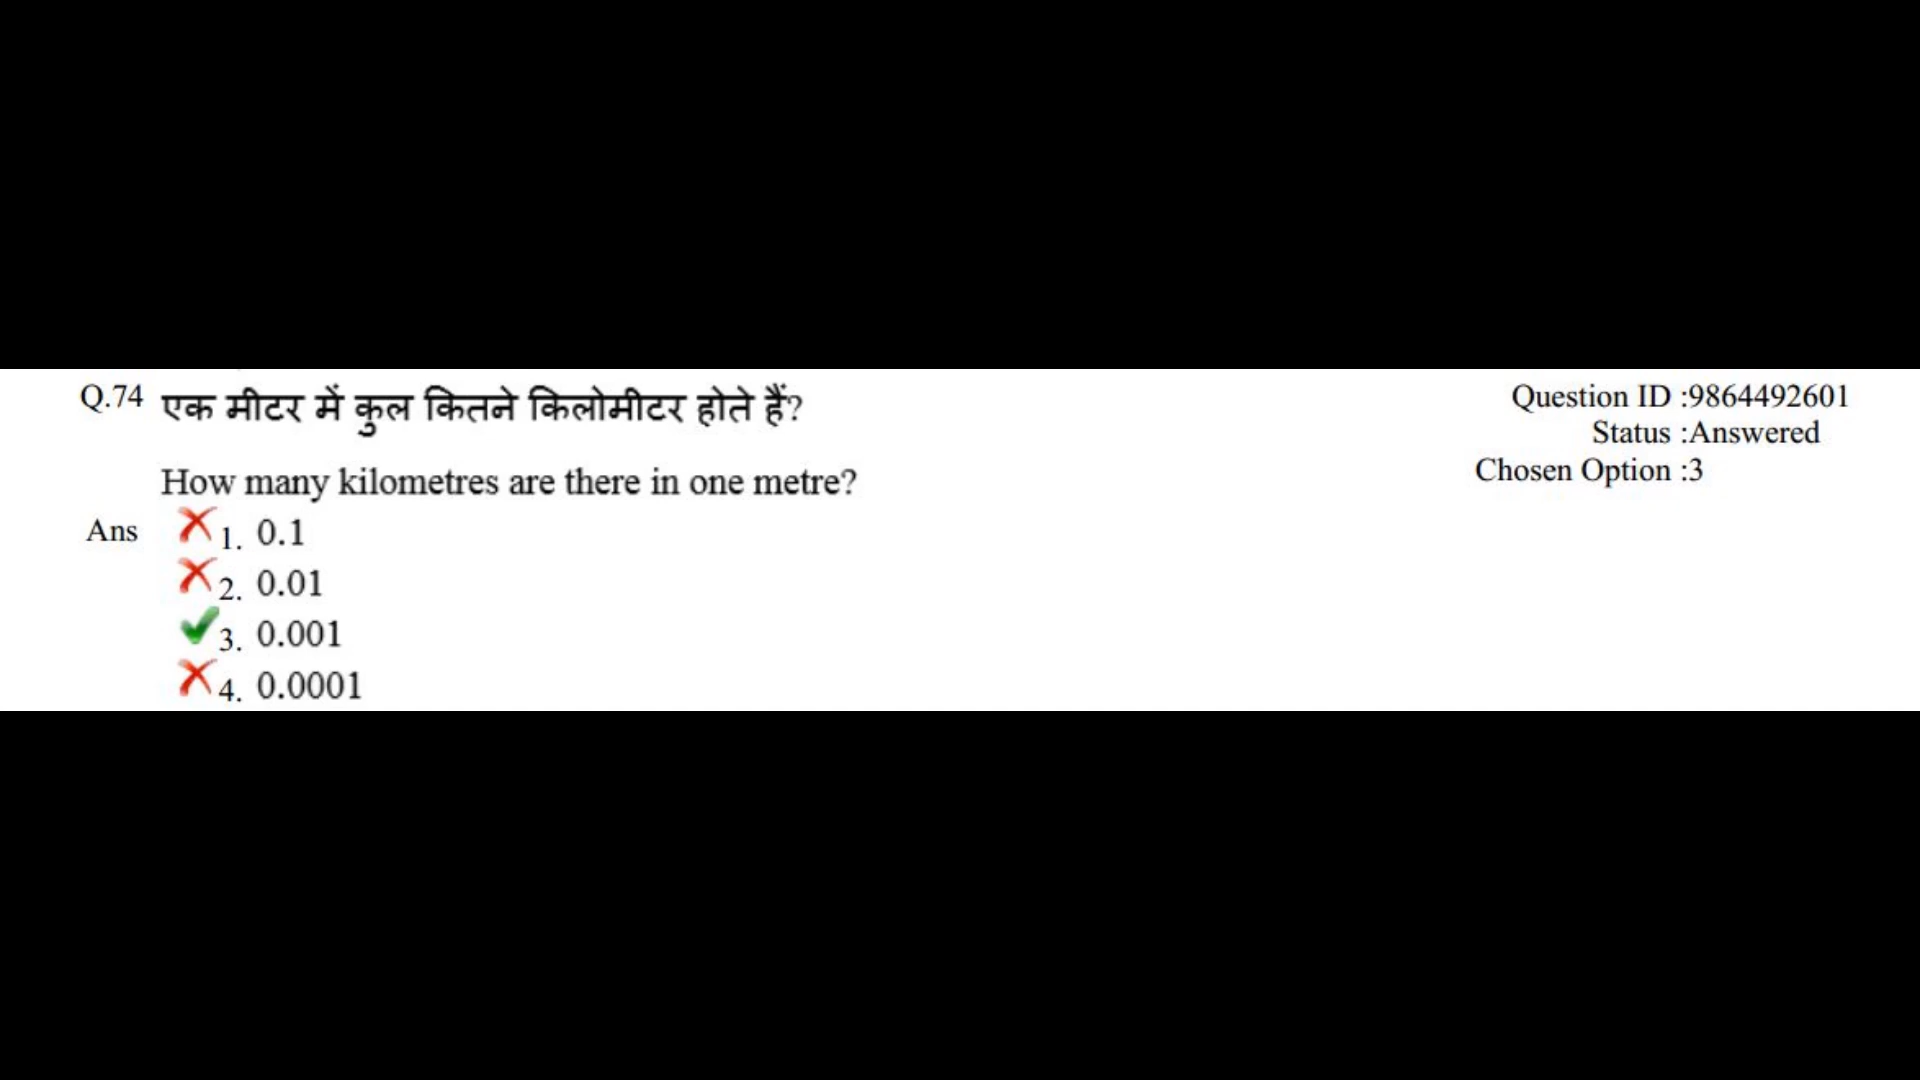 Q.74 एक मीटर में कुल कितने किलोमीटर होते हैं?
Question ID :9864492601
Status :Answered
Chosen Option :3
How many kilometres are there in one metre?
Ans 1. 0.1
2. 0.01
3. 0.001
4. 0.0001